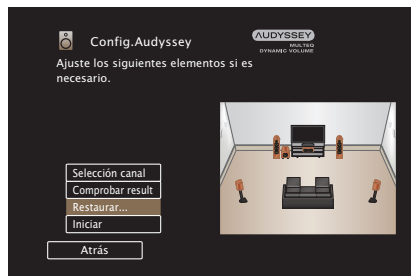 Config.Audyssey
AUDYSSEY
MULTEQ
DYNAMIC VOLUME
Ajuste los siguientes elementos si es
necesario.
Selección canal
Comprobar result
Restaurar...
Iniciar
Atrás